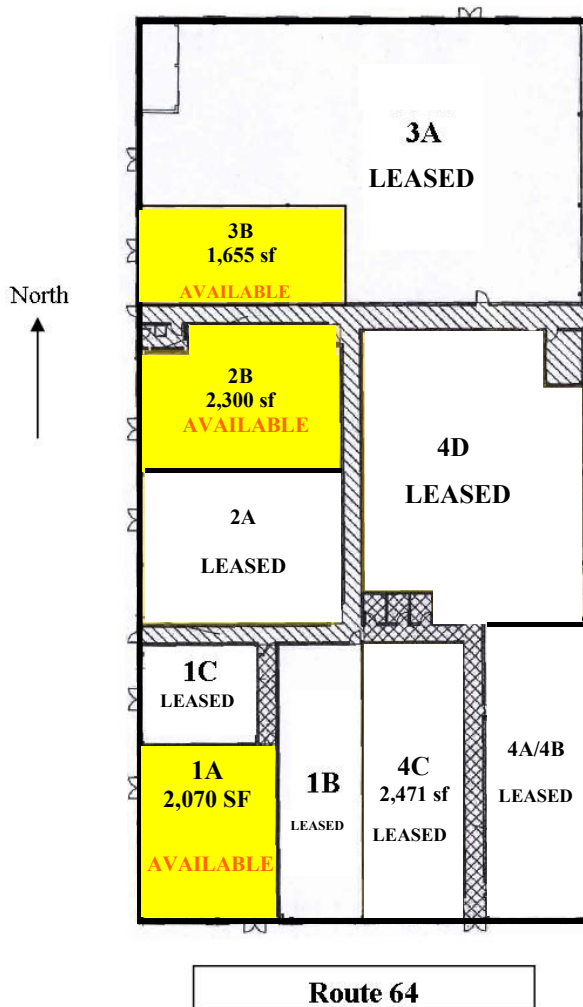 3A
LEASED
3B
1,655 sf
AVAILABLE
North
2B
2,300 sf
AVAILABLE
4D
LEASED
2A
LEASED
1C
LEASED
1A
2,070 SF
AVAILABLE
1B
LEASED
4C
2,471 sf
LEASED
4A/4B
LEASED
Route 64